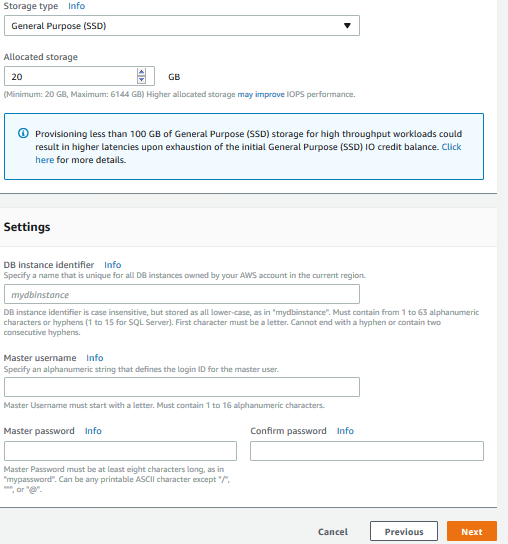 Storage type Info
General Purpose (SSD)
Allocated storage
20 GB
(Minimum: 20 GB, Maximum: 6144 GB) Higher allocated storage may improve IOPS performance.
Provisioning less than 100 GB of General Purpose (SSD) storage for high throughput workloads could
result in higher latencies upon exhaustion of the initial General Purpose (SSD) IO credit balance. Click
here for more details.
Settings
DB instance identifier Info
Specify a name that is unique for all DB instances owned by your AWS account in the current region.
mydbinstance
DB instance identifier is case insensitive, but stored as all lower-case, as in "mydbinstance". Must contain from 1 to 63 alphanumeric
characters or hyphens (1 to 15 for SQL Server). First character must be a letter. Cannot end with a hyphen or contain two
consecutive hyphens.
Master username Info
Specify an alphanumeric string that defines the login ID for the master user.
Master Username must start with a letter. Must contain 1 to 16 alphanumeric characters.
Master password Info Confirm password Info
Master Password must be at least eight characters long, as in
"mypassword". Can be any printable ASCII character except "/",
""", or "@".
Cancel Previous Next